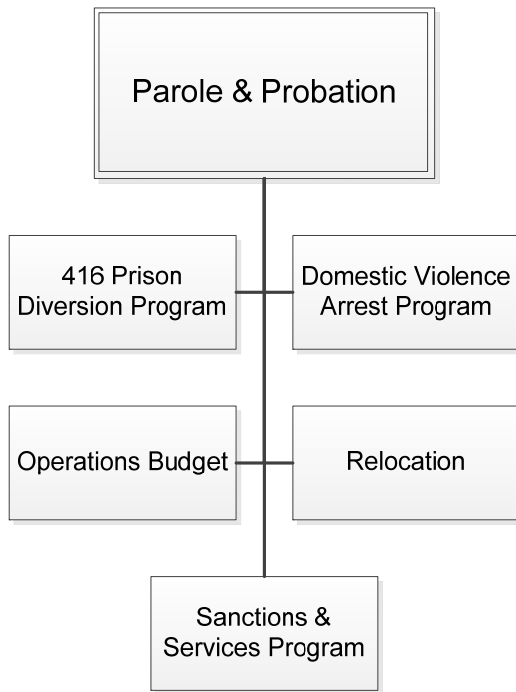 Parole & Probation
416 Prison
Diversion Program
Domestic Violence
Arrest Program
Operations Budget
Relocation
Sanctions &
Services Program